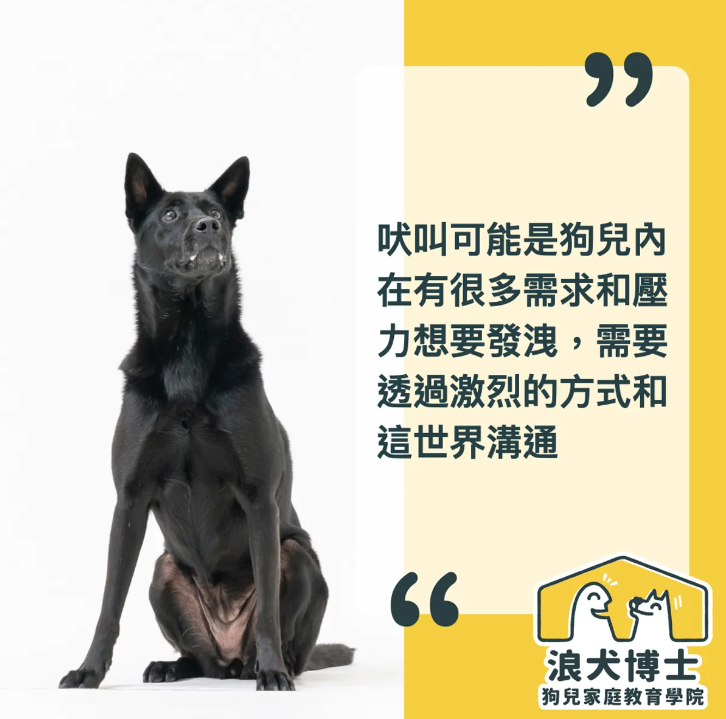 ”
吠叫可能是狗兒內
在有很多需求和壓
力想要發洩，需要
透過激烈的方式和
這世界溝通
“
浪犬博士
狗兒家庭教育學院